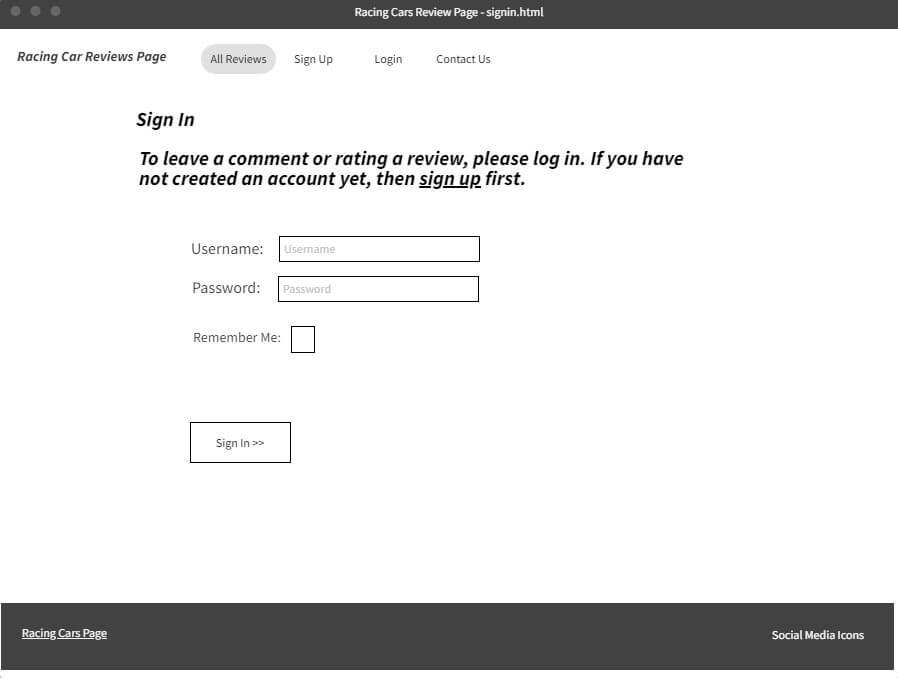 Racing Cars Review Page - signin.html
Racing Car Reviews Page
All Reviews
Sign Up
Login
Contact Us
Sign In
To leave a comment or rating a review, please log in. If you have
not created an account yet, then sign up first.
Username:
Username
Password:
Password
Remember Me:
Sign In >>
Racing Cars Page
Social Media Icons